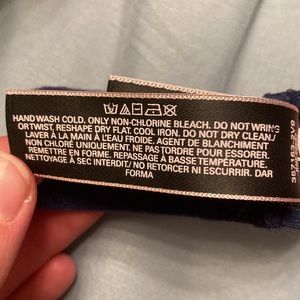 HAND WASH COLD. ONLY NON-CHLORINE BLEACH. DO NOT WRING
OR TWIST, RESHAPE DRY FLAT. COOL IRON. DO NOT DRY CLEAN./
LAVER À LA MAIN À L'EAU FROIDE. AGENT DE BLANCHIMENT
NON CHLORÉ UNIQUEMENT. NE PAS TORDRE POUR ESSORER.
REMETTRE EN FORME. REPASSAGE À BASSE TEMPÉRATURE.
NETTOYAGE À SEC INTERDIT./ NO RETORCER NI ESCURRIR. DAR
FORMA